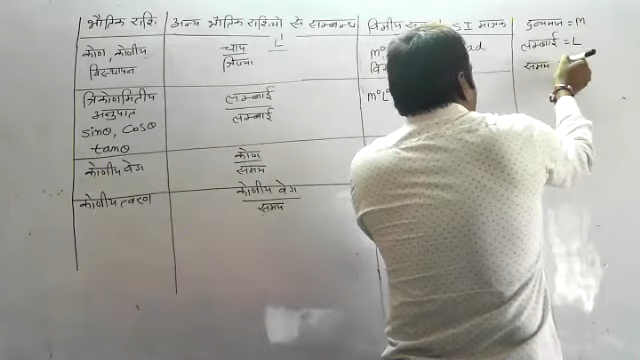 भौतिक राशि
अन्य भौतिक राशियों से सम्बन्ध
विमीय
SI मात्रक
कोण, कोणीय
विस्थापन
चाप
त्रिज्या
L
त्रिकोणमितीय
अनुपात
sinθ, cosθ
tanθ
लम्बाई
लम्बाई
M⁰L⁰
कोणीय वेग
कोण
समय
कोणीय त्वरण
कोणीय वेग
समय
द्रव्यमान = M
लम्बाई = L
समय